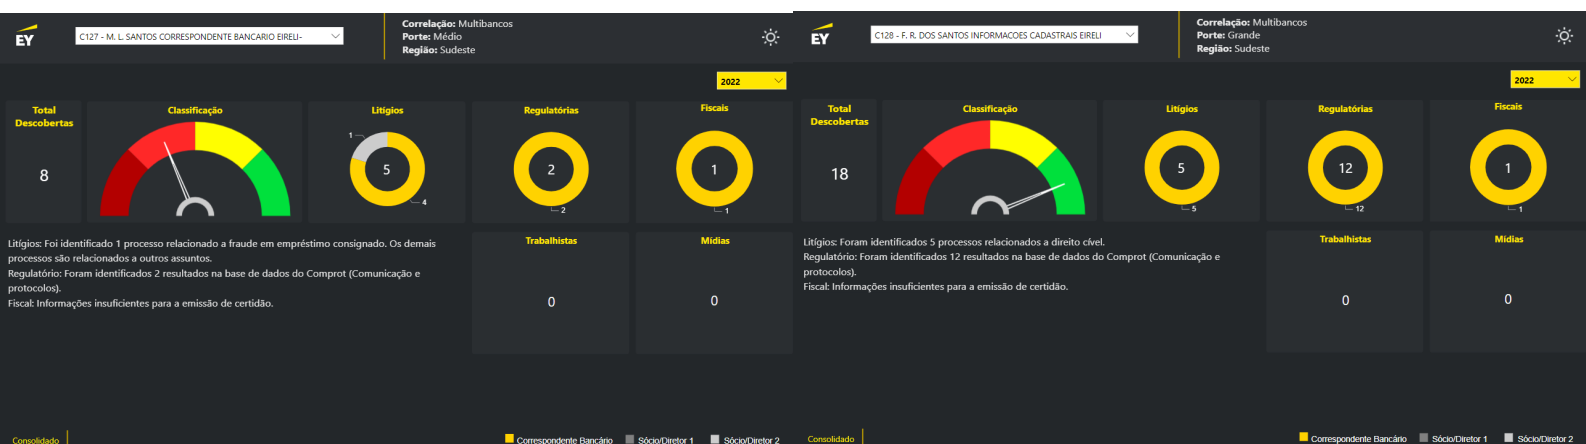 EY
C127 - M. L. SANTOS CORRESPONDENTE BANCARIO EIRELI-
Correlação: Multibancos
Porte: Médio
Região: Sudeste
2022
Total
Descobertas
8
Classificação
Litígios
1
5
4
Regulatórias
2
2
Fiscais
1
1
Litígios: Foi identificado 1 processo relacionado a fraude em empréstimo consignado. Os demais
processos são relacionados a outros assuntos.
Regulatório: Foram identificados 2 resultados na base de dados do Comprot (Comunicação e
protocolos).
Fiscal: Informações insuficientes para a emissão de certidão.
Trabalhistas
0
Mídias
0
Consolidado
Correspondente Bancário
Sócio/Diretor 1
Sócio/Diretor 2
EY
C128 - F. R. DOS SANTOS INFORMACOES CADASTRAIS EIRELI
Correlação: Multibancos
Porte: Grande
Região: Sudeste
2022
Total
Descobertas
18
Classificação
Litígios
5
5
Regulatórias
12
12
Fiscais
1
1
Litígios: Foram identificados 5 processos relacionados a direito cível.
Regulatório: Foram identificados 12 resultados na base de dados do Comprot (Comunicação e
protocolos).
Fiscal: Informações insuficientes para a emissão de certidão.
Trabalhistas
0
Mídias
0
Consolidado
Correspondente Bancário
Sócio/Diretor 1
Sócio/Diretor 2